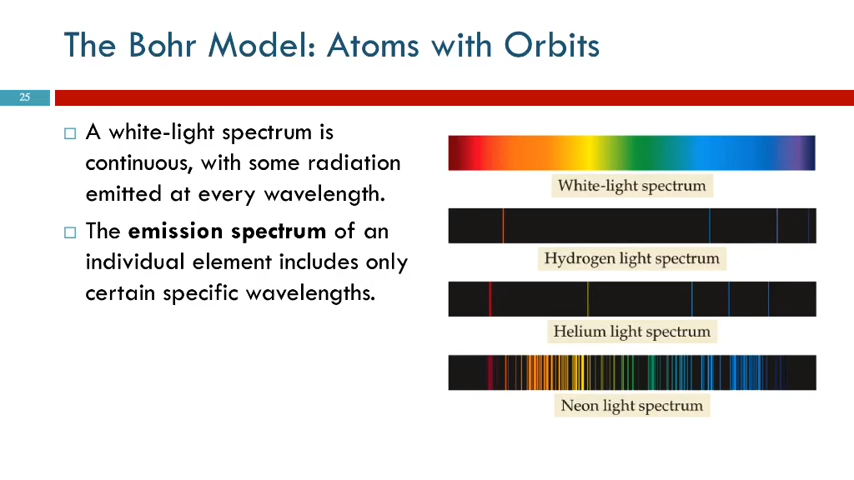 The Bohr Model: Atoms with Orbits
25
A white-light spectrum is
continuous, with some radiation
emitted at every wavelength.
The emission spectrum of an
individual element includes only
certain specific wavelengths.
White-light spectrum
Hydrogen light spectrum
Helium light spectrum
Neon light spectrum